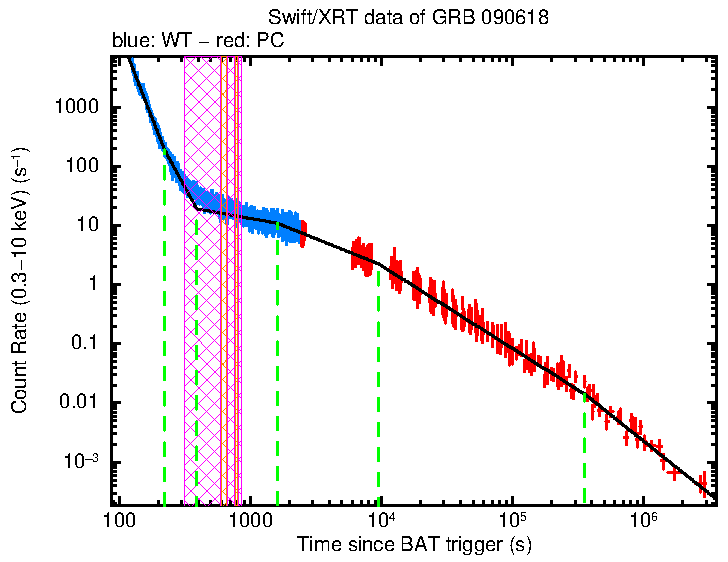 Swift/XRT data of GRB 090618
blue: WT − red: PC
Count Rate (0.3−10 keV) (s⁻¹)
1000
100
10
1
0.1
0.01
10⁻³
100 1000 10⁴ 10⁵ 10⁶
Time since BAT trigger (s)